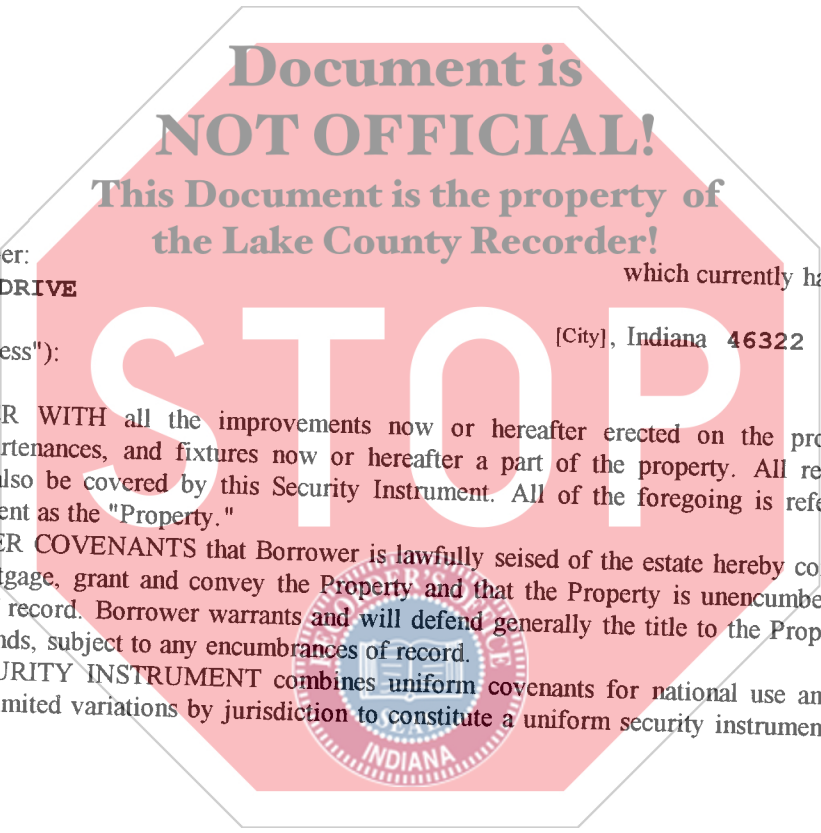 Document is
NOT OFFICIAL!
This Document is the property of
the Lake County Recorder!
er:
which currently ha
DRIVE
STOP
[City], Indiana 46322
ess"):
R WITH all the improvements now or hereafter erected on the pro
rtenances, and fixtures now or hereafter a part of the property. All re
also be covered by this Security Instrument. All of the foregoing is refe
ent as the "Property."
ER COVENANTS that Borrower is lawfully seised of the estate hereby co
tgage, grant and convey the Property and that the Property is unencumbe
record. Borrower warrants and will defend generally the title to the Prop
nds, subject to any encumbrances of record.
URITY INSTRUMENT combines uniform covenants for national use an
imited variations by jurisdiction to constitute a uniform security instrumen
RECORDER'S OFFICE
SEAL
INDIANA